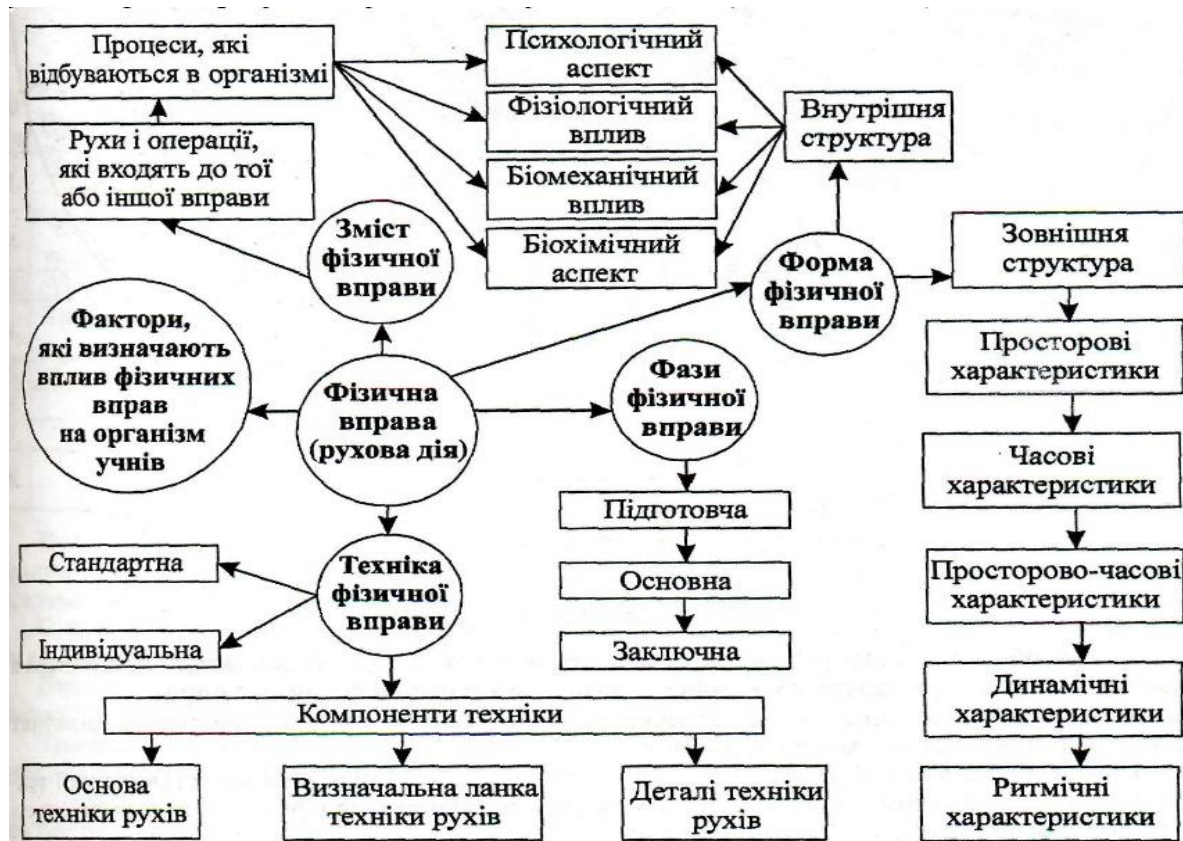 Процеси, які
відбуваються в організмі
Рухи і операції,
які входять до тої
або іншої вправи
Психологічний
аспект
Фізіологічний
вплив
Біомеханічний
вплив
Біохімічний
аспект
Внутрішня
структура
Зміст
фізичної
вправи
Форма
фізичної
вправи
Зовнішня
структура
Просторові
характеристики
Часові
характеристики
Просторово-часові
характеристики
Динамічні
характеристики
Ритмічні
характеристики
Фактори,
які визначають
вплив фізичних
вправ
на організм
учнів
Фізична
вправа
(рухова дія)
Фази
фізичної
вправи
Підготовча
Основна
Заключна
Техніка
фізичної
вправи
Стандартна
Індивідуальна
Компоненти техніки
Основа
техніки рухів
Визначальна ланка
техніки рухів
Деталі техніки
рухів